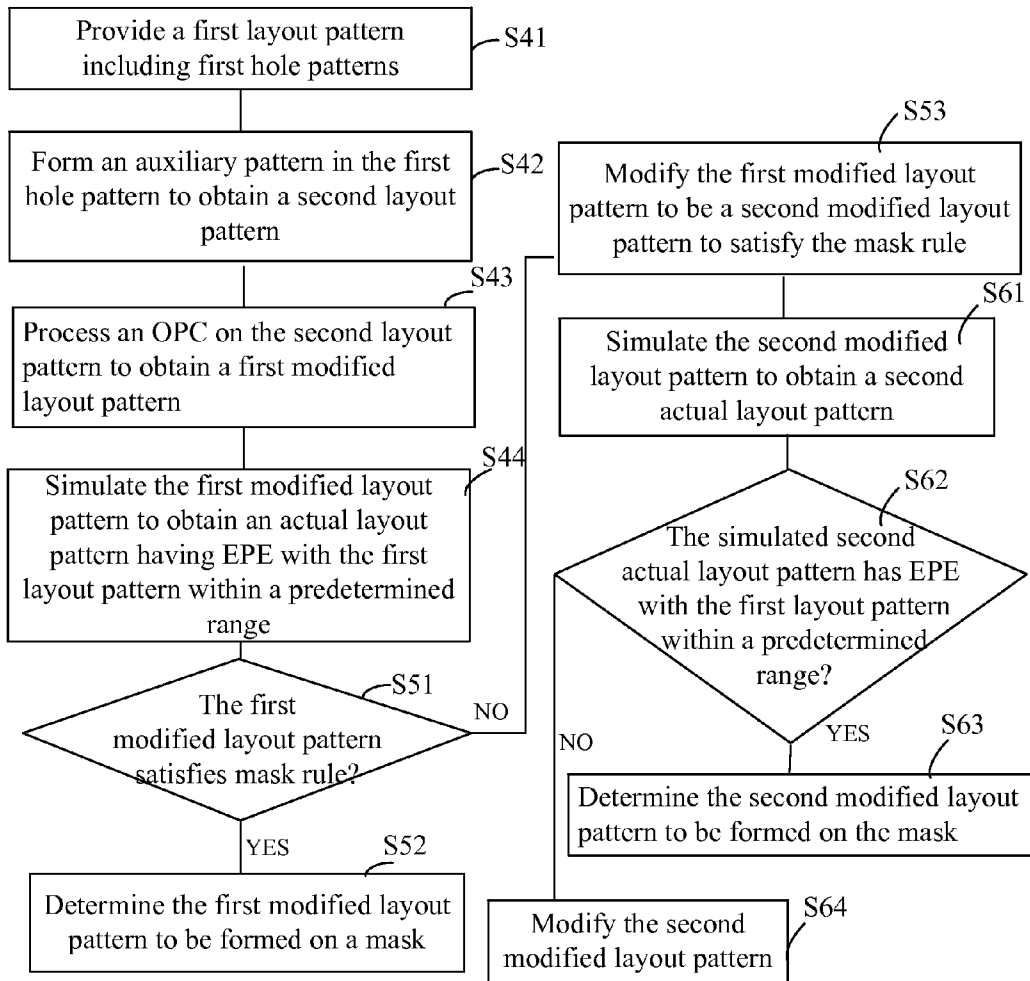 Provide a first layout pattern
including first hole patterns
S41
Form an auxiliary pattern in the first
hole pattern to obtain a second layout
pattern
S42
Process an OPC on the second layout
pattern to obtain a first modified
layout pattern
S43
Simulate the first modified layout
pattern to obtain an actual layout
pattern having EPE with the first
layout pattern within a predetermined
range
S44
The first
modified layout pattern
satisfies mask rule?
S51
NO
YES
Determine the first modified layout
pattern to be formed on a mask
S52
Modify the first modified layout
pattern to be a second modified layout
pattern to satisfy the mask rule
S53
Simulate the second modified
layout pattern to obtain a second
actual layout pattern
S61
The simulated second
actual layout pattern has EPE
with the first layout pattern
within a predetermined
range?
S62
NO
YES
Determine the second modified layout
pattern to be formed on the mask
S63
Modify the second
modified layout pattern
S64